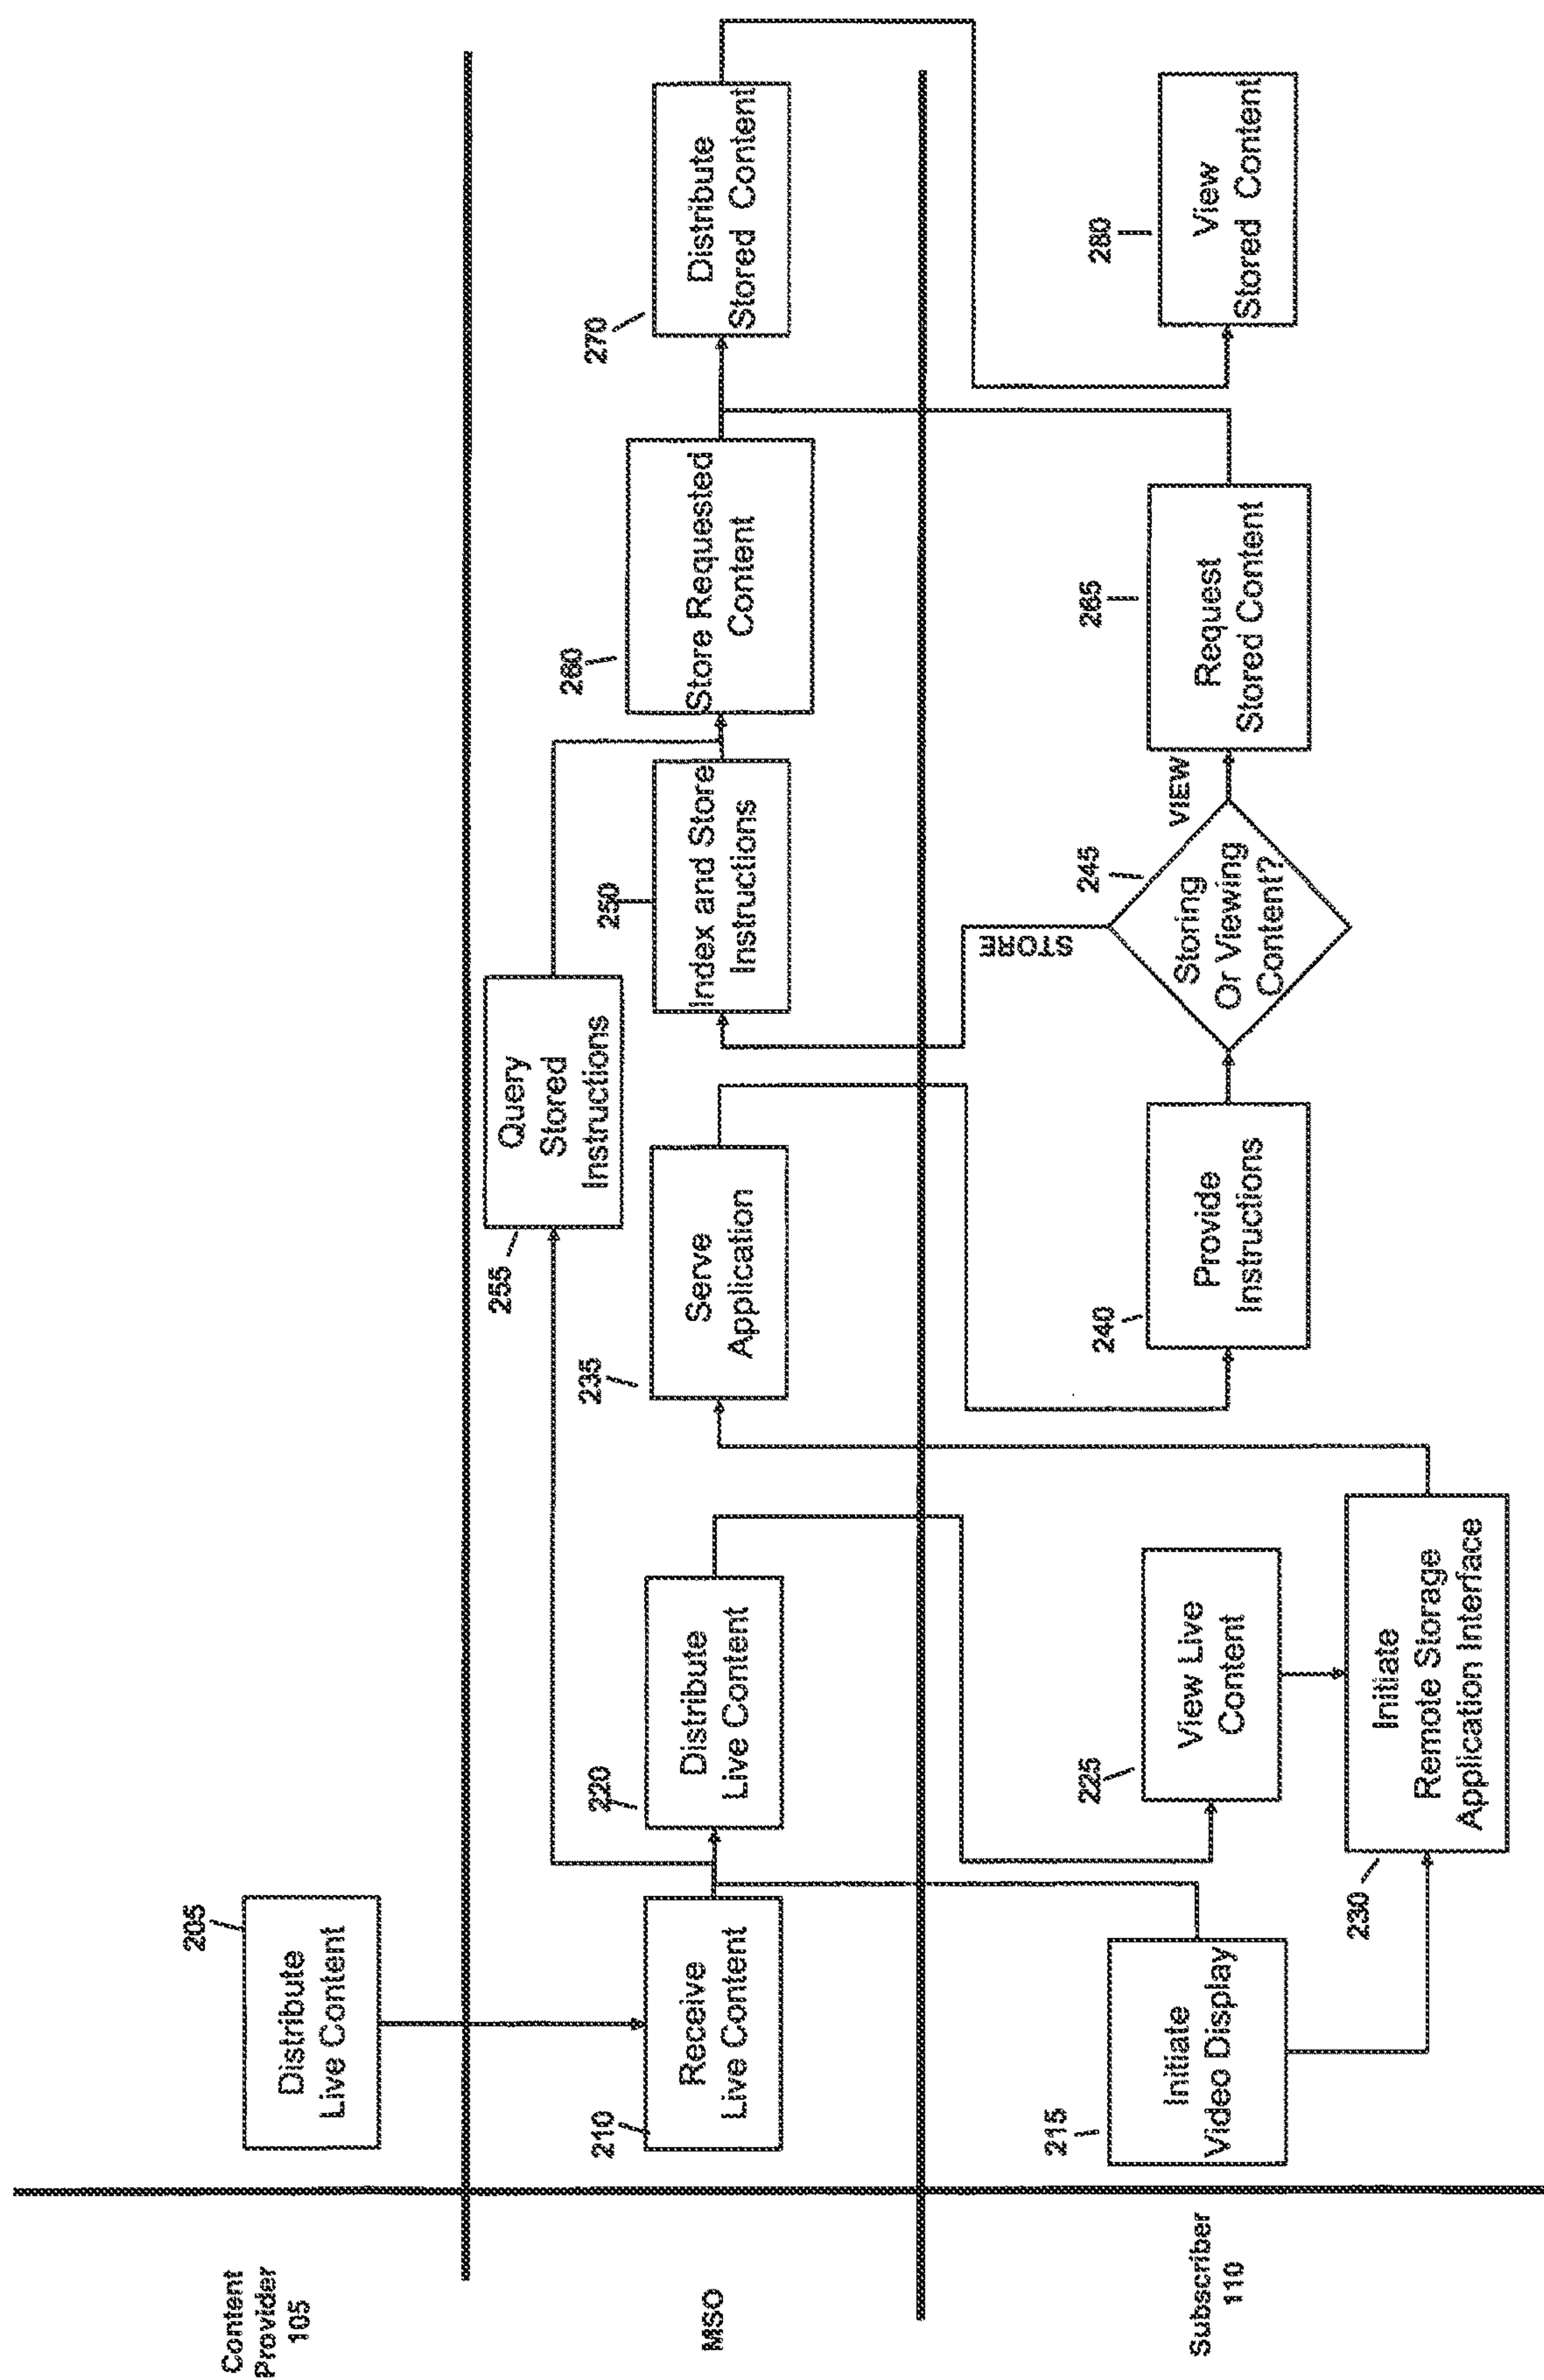 Content
Provider
105
205
Distribute
Live Content
MSO
210
Receive
Live Content
220
Distribute
Live Content
255
Query
Stored
Instructions
235
Serve
Application
250
Index and Store
Instructions
260
Store Requested
Content
270
Distribute
Stored Content
Subscriber
110
215
Initiate
Video Display
225
View Live
Content
230
Initiate
Remote Storage
Application Interface
240
Provide
Instructions
245
Storing
Or Viewing
Content?
STORE
VIEW
265
Request
Stored Content
280
View
Stored Content